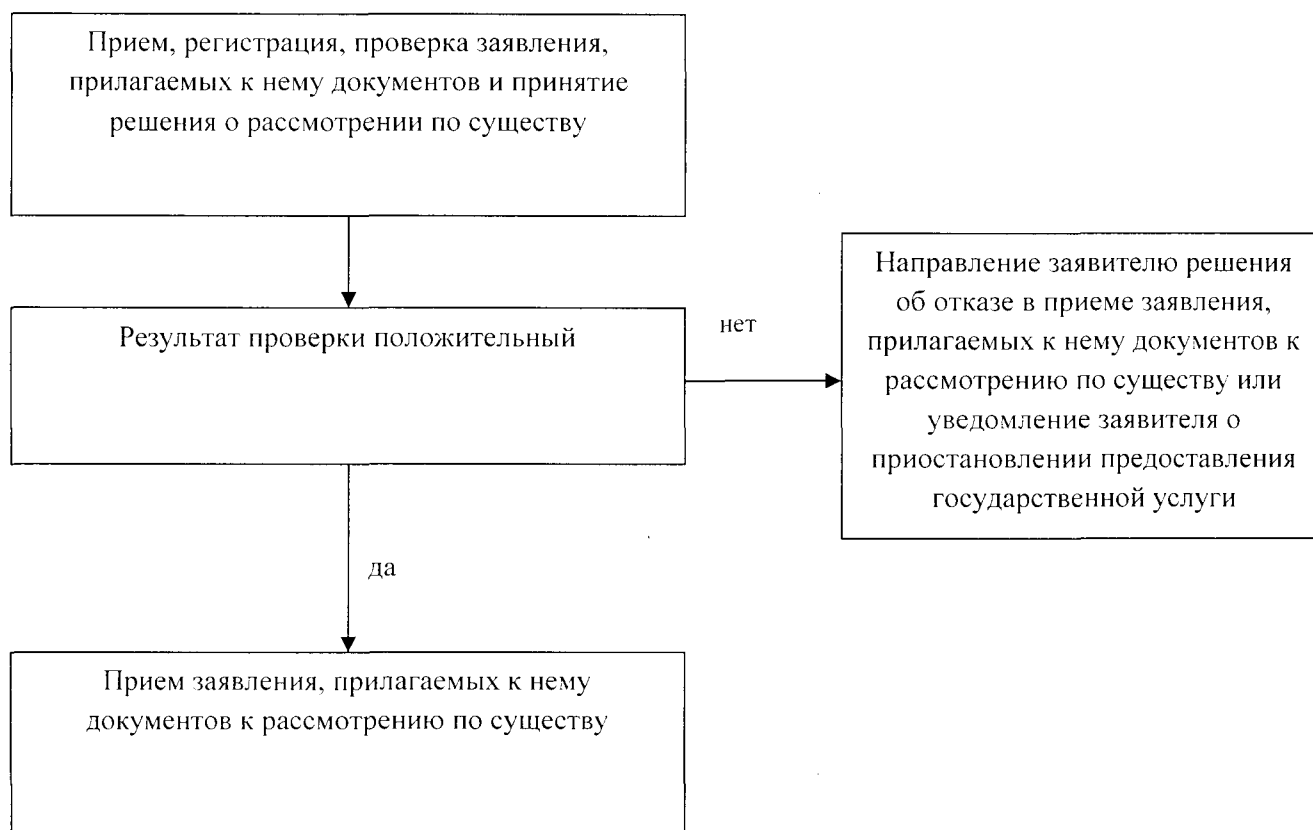 Прием, регистрация, проверка заявления,
прилагаемых к нему документов и принятие
решения о рассмотрении по существу
Результат проверки положительный
нет
Направление заявителю решения
об отказе в приеме заявления,
прилагаемых к нему документов к
рассмотрению по существу или
уведомление заявителя о
приостановлении предоставления
государственной услуги
да
Прием заявления, прилагаемых к нему
документов к рассмотрению по существу